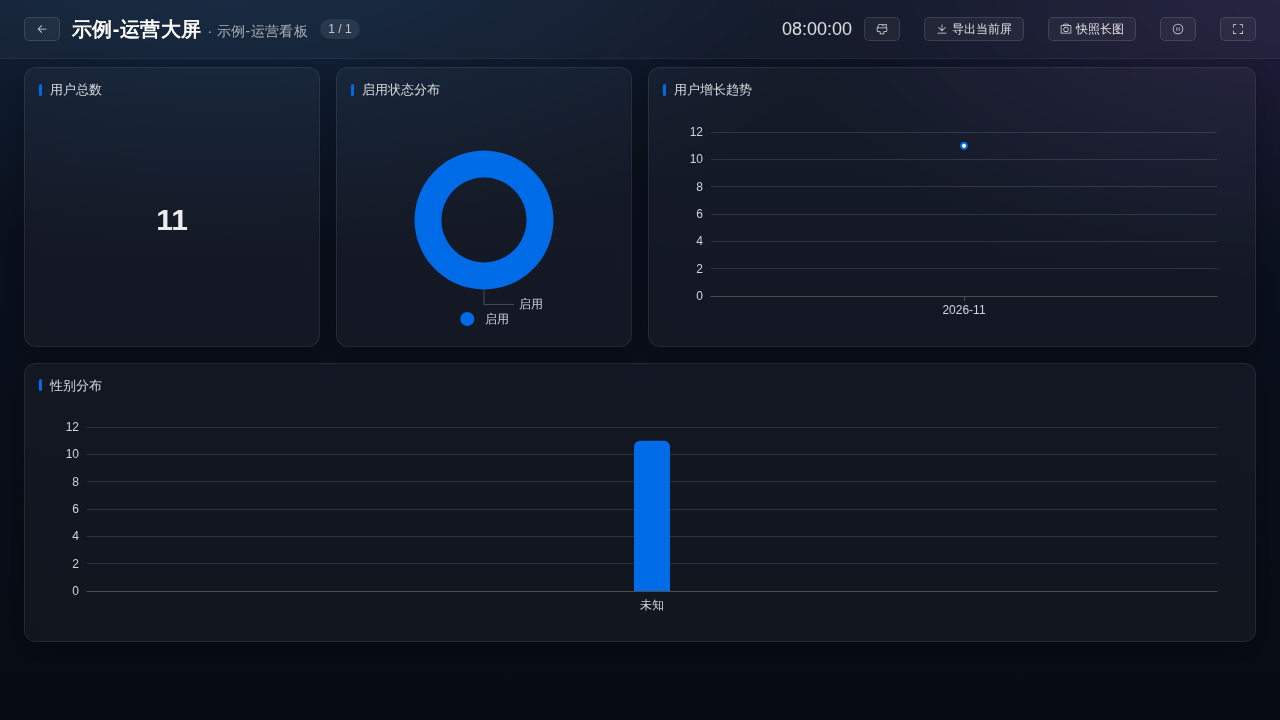 示例-运营大屏 · 示例-运营看板 1 / 1 08:00:00 导出当前屏 快照长图
用户总数
11
启用状态分布
启用
启用
用户增长趋势
12
10
8
6
4
2
0
2026-11
性别分布
12
10
8
6
4
2
0
未知